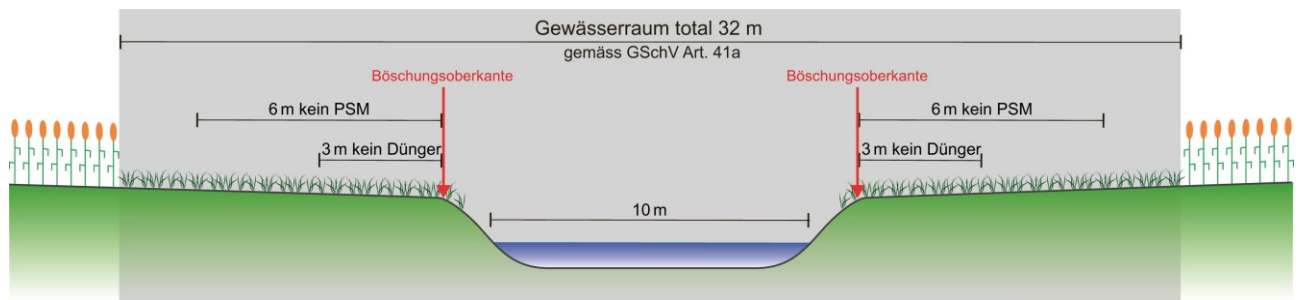 Gewässerraum total 32 m
gemäss GSchV Art. 41a
Böschungsoberkante
Böschungsoberkante
6 m kein PSM
6 m kein PSM
3 m kein Dünger
3 m kein Dünger
10 m